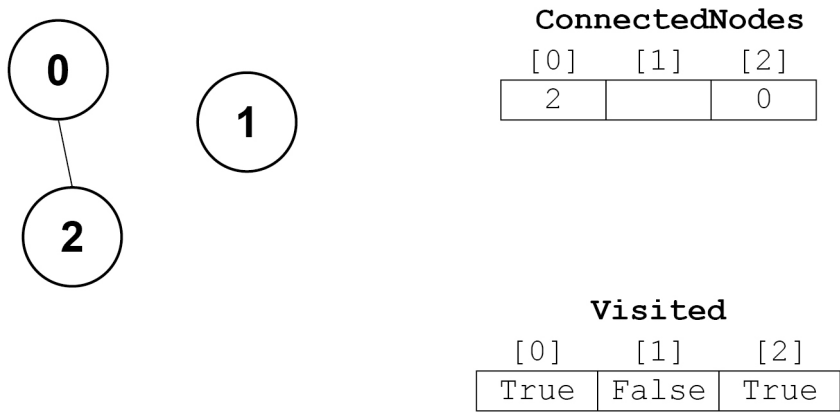 0
1
2
ConnectedNodes
[0] [1] [2]
2 0
Visited
[0] [1] [2]
True False True